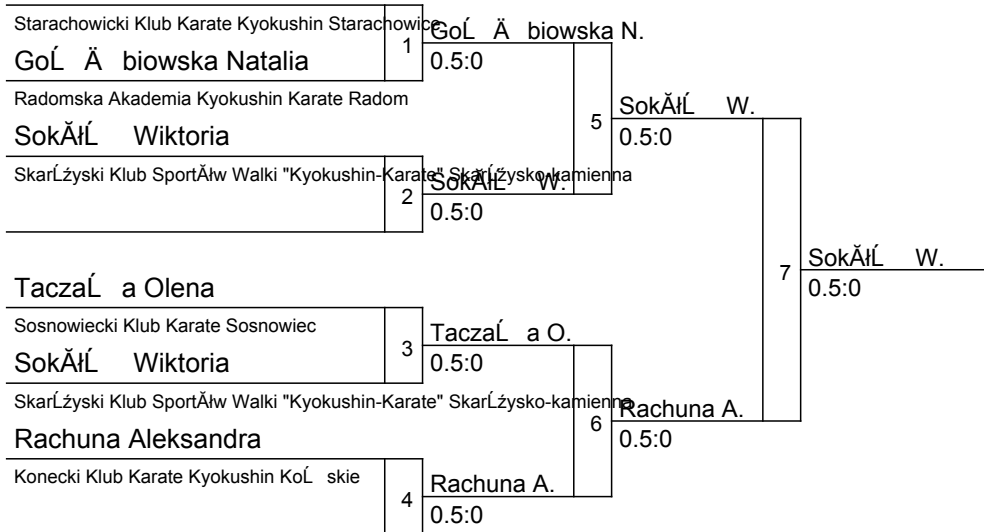 Starachowicki Klub Karate Kyokushin Starachowice
GoĹ Ä biowska Natalia
Radomska Akademia Kyokushin Karate Radom
SokĂłĹ Wiktoria
SkarĹźyski Klub SportĂłw Walki "Kyokushin-Karate" SkarĹźysko-kamienna
TaczaĹ a Olena
Sosnowiecki Klub Karate Sosnowiec
SokĂłĹ Wiktoria
SkarĹźyski Klub SportĂłw Walki "Kyokushin-Karate" SkarĹźysko-kamienna
Rachuna Aleksandra
Konecki Klub Karate Kyokushin KoĹ skie
1
2
3
4
GoĹ Ä biowska N.
0.5:0
SokĂłĹ W.
0.5:0
TaczaĹ a O.
0.5:0
Rachuna A.
0.5:0
5
6
SokĂłĹ W.
0.5:0
Rachuna A.
0.5:0
7
SokĂłĹ W.
0.5:0